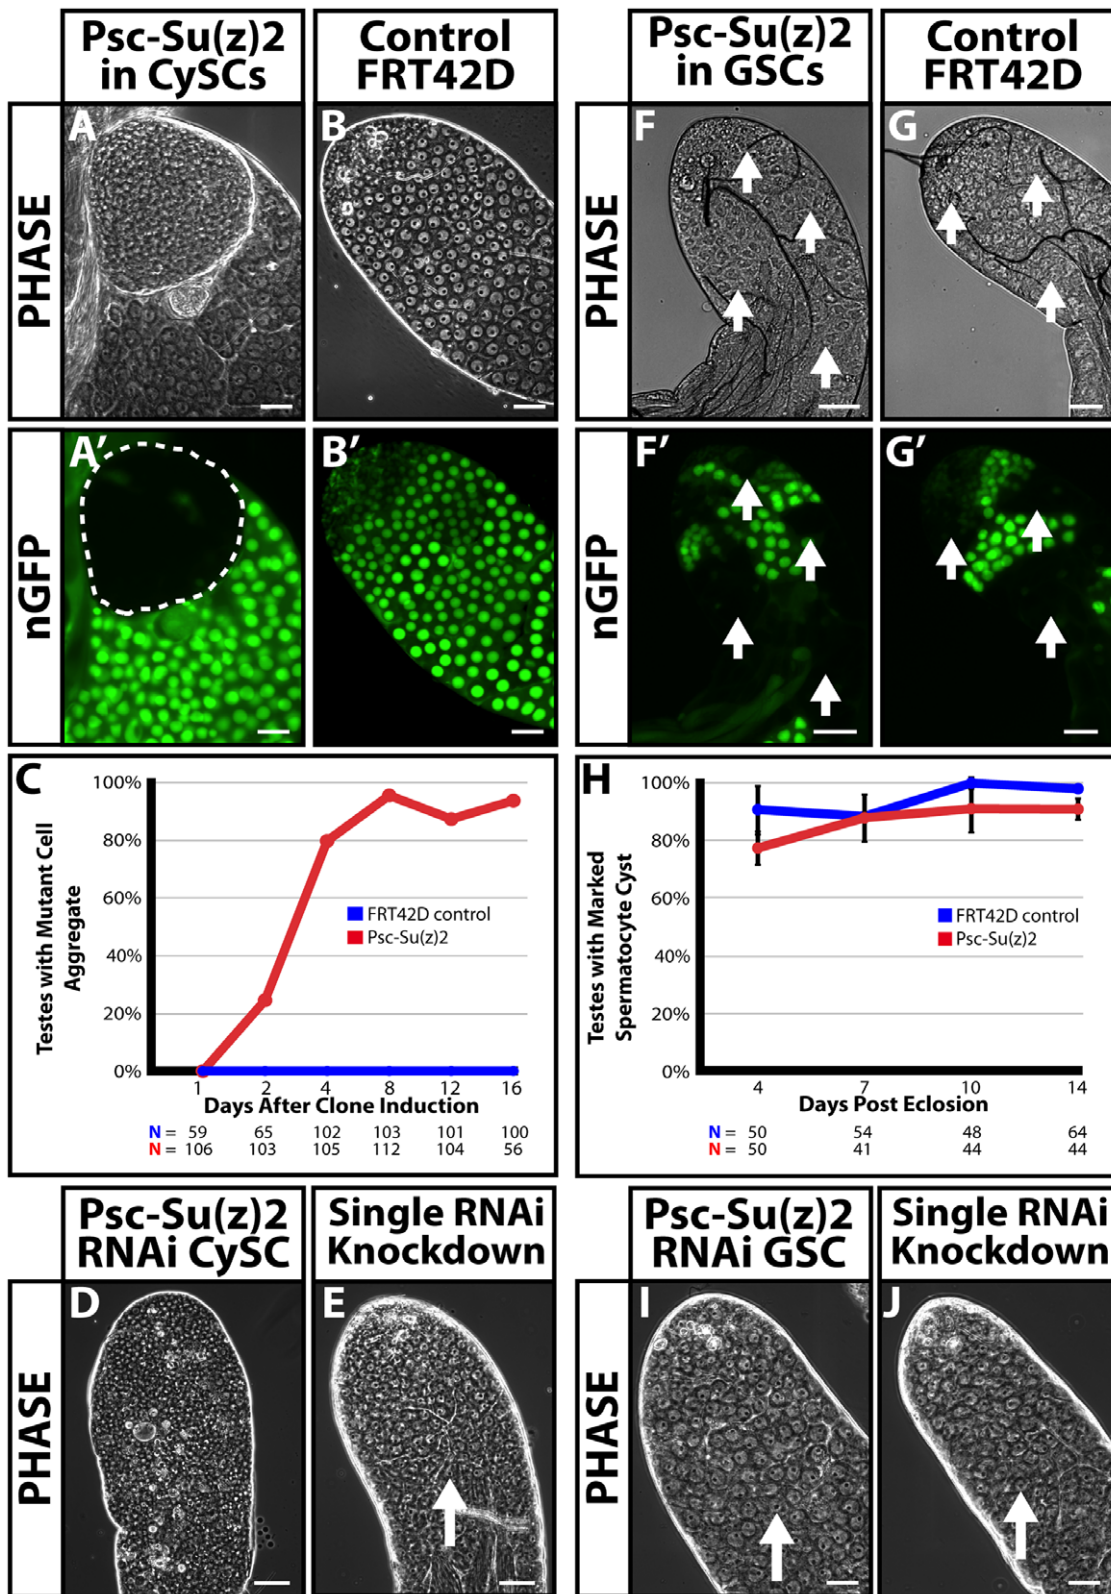 Psc-Su(z)2
in CySCs
Control
FRT42D
Psc-Su(z)2
in GSCs
Control
FRT42D
PHASE
A
B
PHASE
F
G
nGFP
A'
B'
nGFP
F'
G'
C
Testes with Mutant Cell
Aggregate
100%
80%
60%
40%
20%
0%
FRT42D control
Psc-Su(z)2
1 2 4 8 12 16
Days After Clone Induction
N = 59 65 102 103 101 100
N = 106 103 105 112 104 56
H
Testes with Marked
Spermatocyte Cyst
100%
80%
60%
40%
20%
0%
FRT42D control
Psc-Su(z)2
4 7 10 14
Days Post Eclosion
N = 50 54 48 64
N = 50 41 44 44
Psc-Su(z)2
RNAi CySC
Single RNAi
Knockdown
Psc-Su(z)2
RNAi GSC
Single RNAi
Knockdown
PHASE
D
E
PHASE
I
J